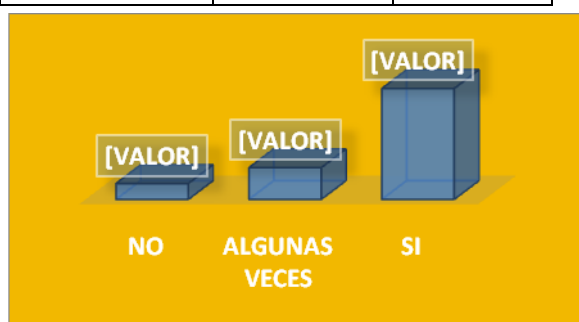 [VALOR]
[VALOR]
[VALOR]
NO
ALGUNAS
VECES
SI